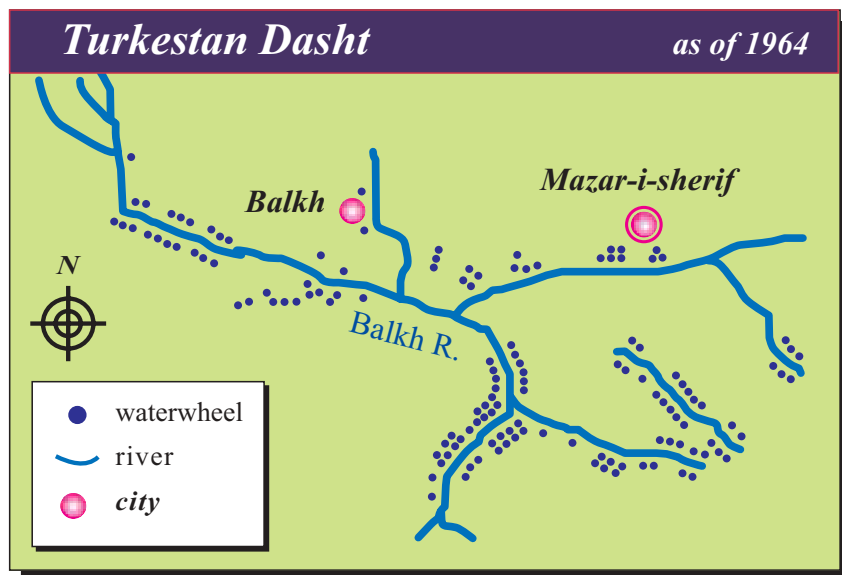 Turkestan Dasht
as of 1964
Mazar-i-sherif
Balkh
N
Balkh R.
waterwheel
river
city